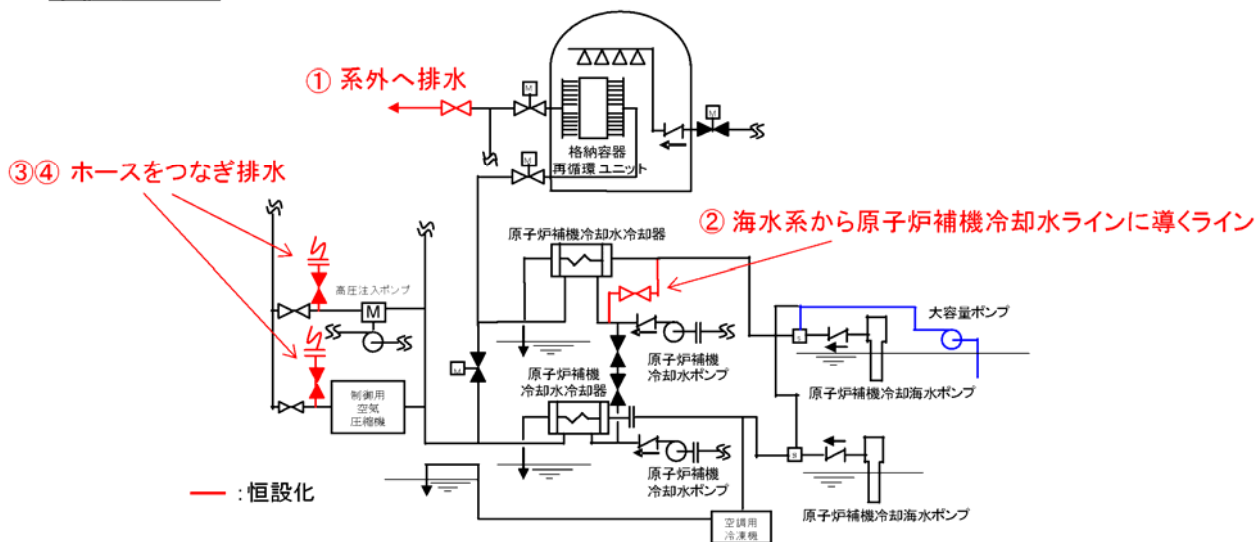 ① 系外へ排水
M
M
M
格納容器
再循環ユニット
③④ ホースをつなぎ排水
原子炉補機冷却水冷却器
② 海水系から原子炉補機冷却水ラインに導くライン
高圧注入ポンプ
M
大容量ポンプ
原子炉補機
冷却水ポンプ
原子炉補機冷却海水ポンプ
M
原子炉補機
冷却水冷却器
制御用
空気
圧縮機
原子炉補機
冷却水ポンプ
原子炉補機冷却海水ポンプ
:恒設化
空調用
冷凍機